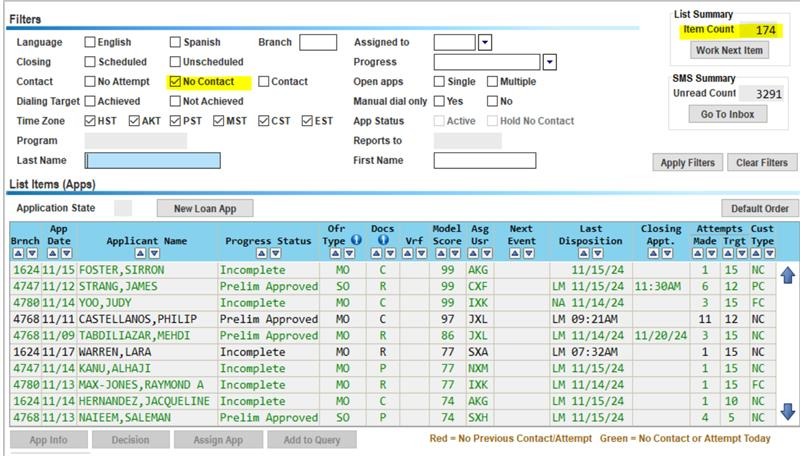 Filters
Language English Spanish Branch Assigned to
Closing Scheduled Unscheduled Progress
Contact No Attempt No Contact Contact Open apps Single Multiple
Dialing Target Achieved Not Achieved Manual dial only Yes No
Time Zone HST AKT PST MST CST EST App Status Active Hold No Contact
Program Reports to
Last Name First Name
List Summary
Item Count 174
Work Next Item
SMS Summary
Unread Count 3291
Go To Inbox
Apply Filters Clear Filters
List Items (Apps)
Application State New Loan App Default Order
App Ofr Docs Model Asg Next Last Closing Attempts Cust
Brnch Date Applicant Name Progress Status Type Vrf Score Usr Event Disposition Appt. Made Trgt Type
1624 11/15 FOSTER,SIRRON Incomplete MO C 99 AKG 11/15/24 1 15 NC
4747 11/12 STRANG,JAMES Prelim Approved SO R 99 CXF LM 11/15/24 11:30AM 6 12 PC
4780 11/14 YOO,JUDY Incomplete MO C 99 IXK NA 11/14/24 3 15 FC
4768 11/11 CASTELLANOS,PHILIP Prelim Approved MO C 97 JXL LM 09:21AM 11 12 NC
4768 11/09 TABDILIAZAR,MEHDI Prelim Approved MO R 86 JXL LM 11/14/24 11/20/24 3 15 NC
1624 11/17 WARREN,LARA Incomplete MO R 77 SXA LM 07:32AM 1 15 NC
4747 11/14 KANU,ALHAJI Incomplete MO P 77 NXM LM 11/15/24 1 15 NC
4780 11/13 MAX-JONES,RAYMOND A Incomplete MO R 77 IXK LM 11/14/24 1 15 FC
1624 11/14 HERNANDEZ,JACQUELINE Incomplete MO C 74 AKG LM 11/15/24 1 10 NC
4768 11/13 NAIEEM,SALEMAN Prelim Approved SO P 74 SXH LM 11/15/24 4 5 NC
App Info Decision Assign App Add to Query Red = No Previous Contact/Attempt Green = No Contact or Attempt Today